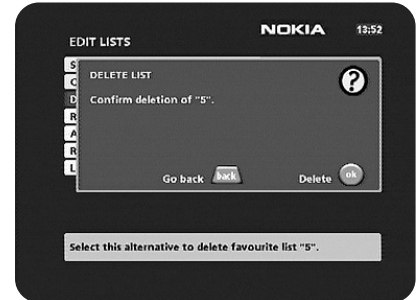 NOKIA 13:52
EDIT LISTS
S
C
D
R
A
R
L
DELETE LIST
?
Confirm deletion of "5".
Go back back Delete ok
Select this alternative to delete favourite list "5".